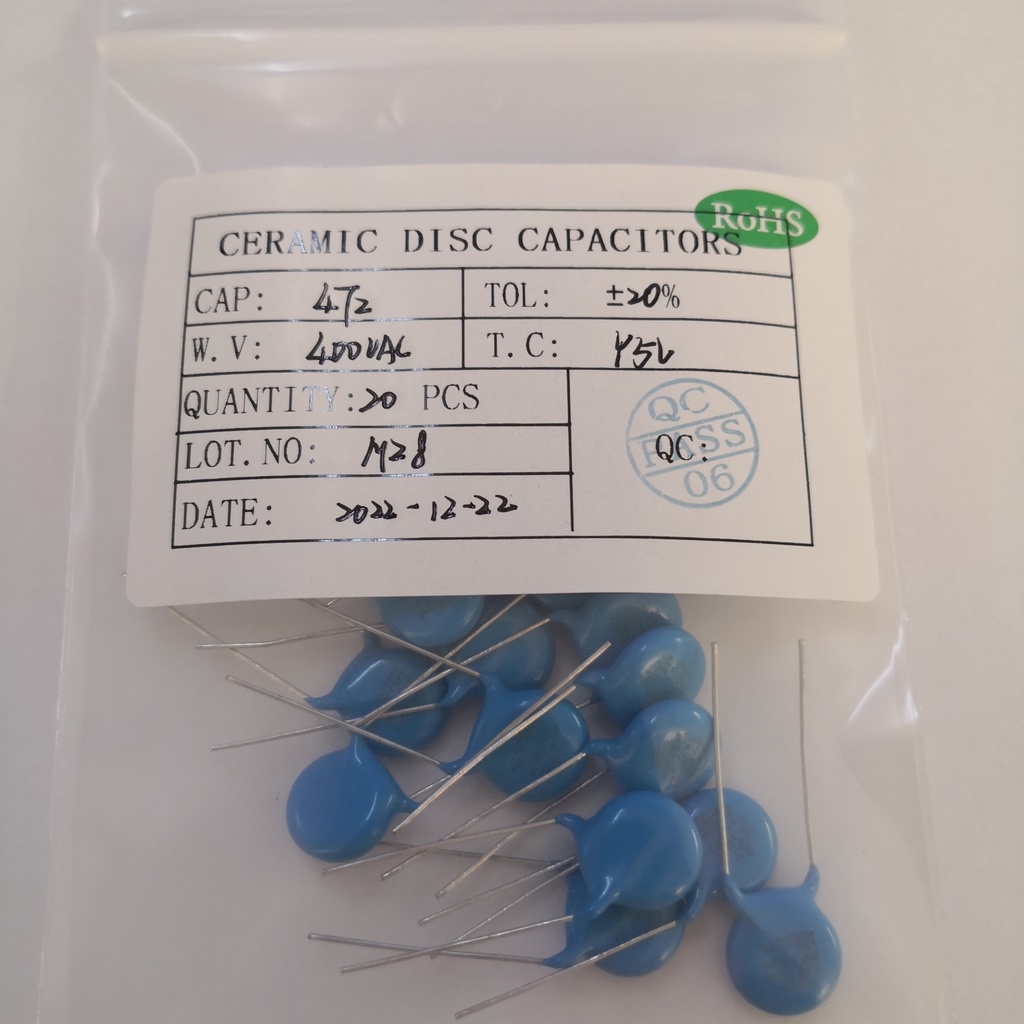 RoHS
CERAMIC DISC CAPACITORS
CAP: 472 TOL: ±20%
W.V: 400VAC T.C: Y5V
QUANTITY: 20 PCS
LOT.NO: M28
DATE: 2022-12-22
QC
PASS
QC:
06